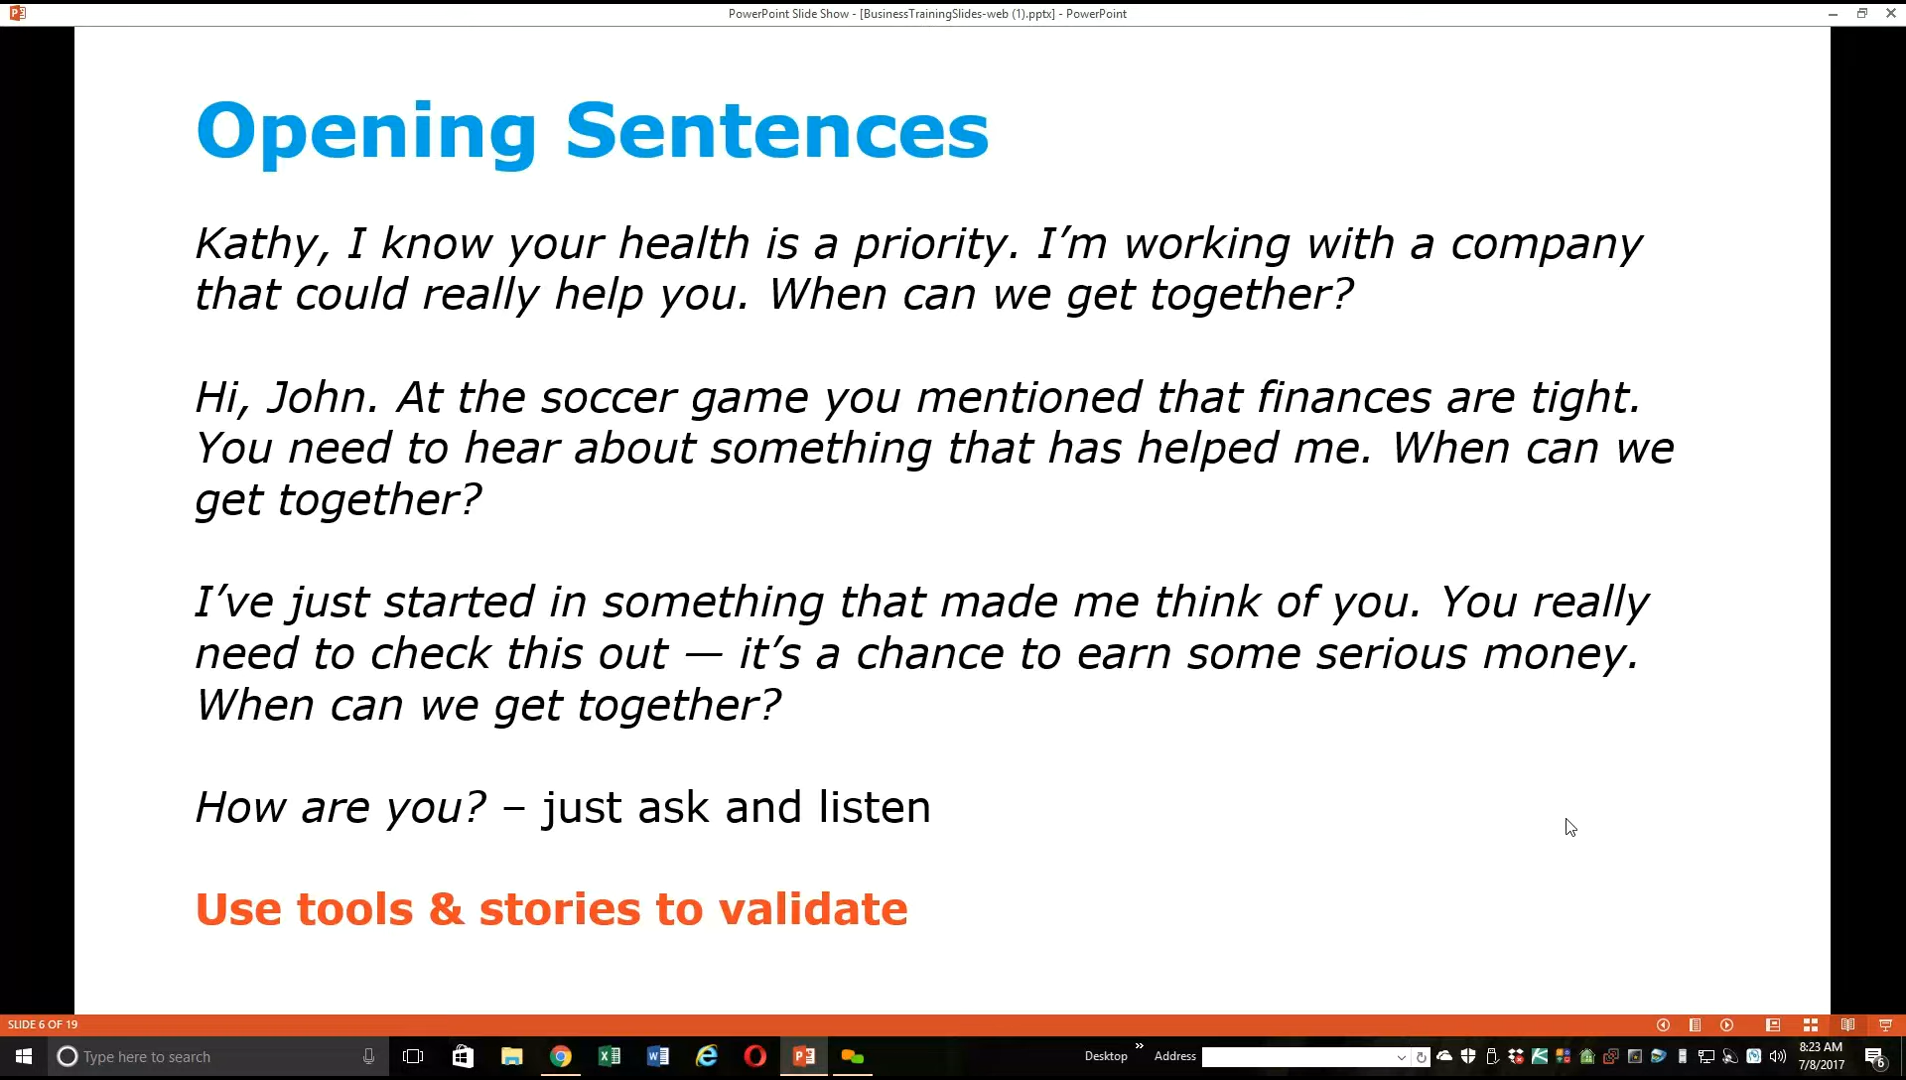 PowerPoint Slide Show - [BusinessTrainingSlides-web (1).pptx] - PowerPoint
Opening Sentences
Kathy, I know your health is a priority. I’m working with a company
that could really help you. When can we get together?
Hi, John. At the soccer game you mentioned that finances are tight.
You need to hear about something that has helped me. When can we
get together?
I’ve just started in something that made me think of you. You really
need to check this out — it’s a chance to earn some serious money.
When can we get together?
How are you? – just ask and listen
Use tools & stories to validate
SLIDE 6 OF 19
Type here to search
Desktop
Address
8:23 AM
7/8/2017
6